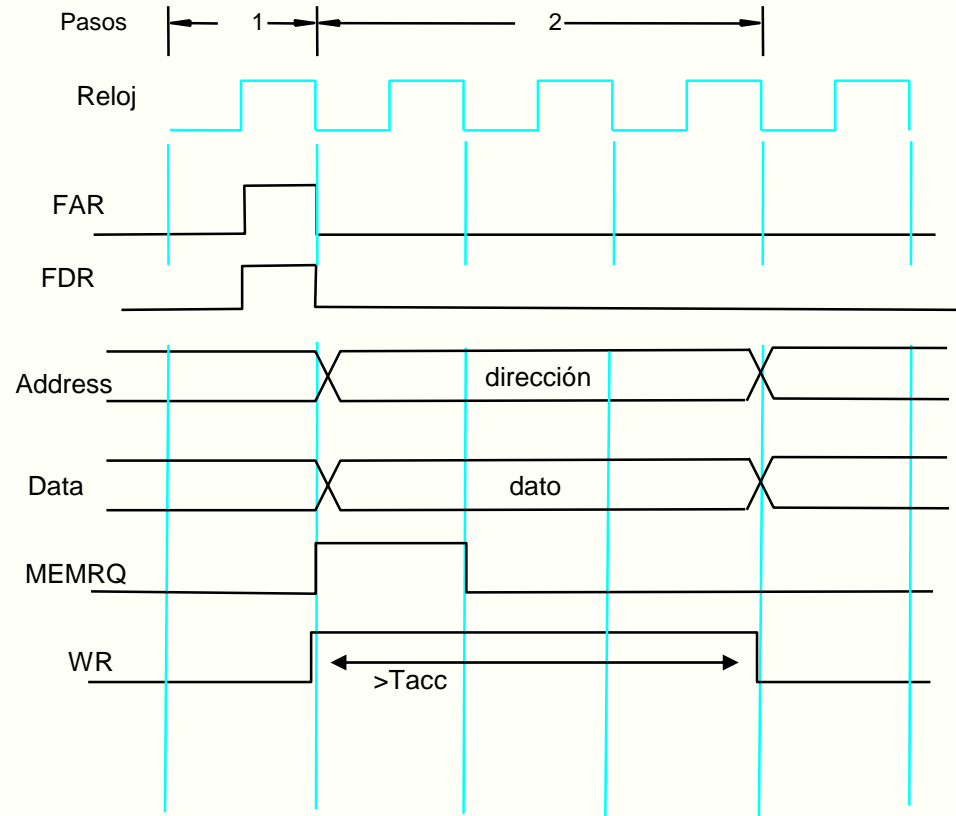 Pasos 1 2
Reloj
FAR
FDR
Address dirección
Data dato
MEMRQ
WR
>Tacc